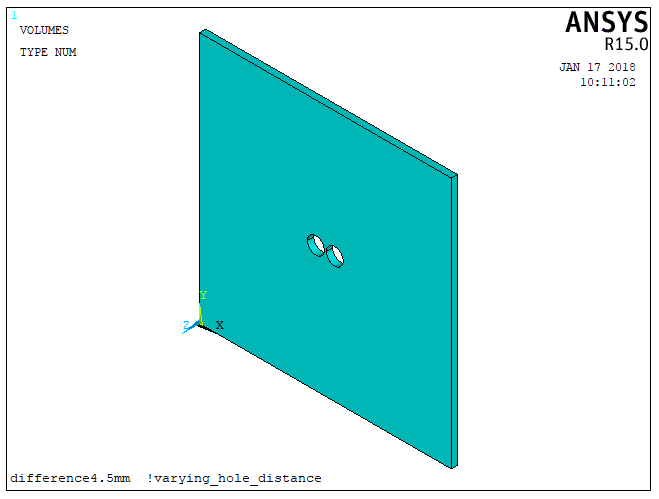 1
VOLUMES
TYPE NUM
ANSYS
R15.0
JAN 17 2018
10:11:02
Y
Z
X
difference4.5mm  !varying_hole_distance